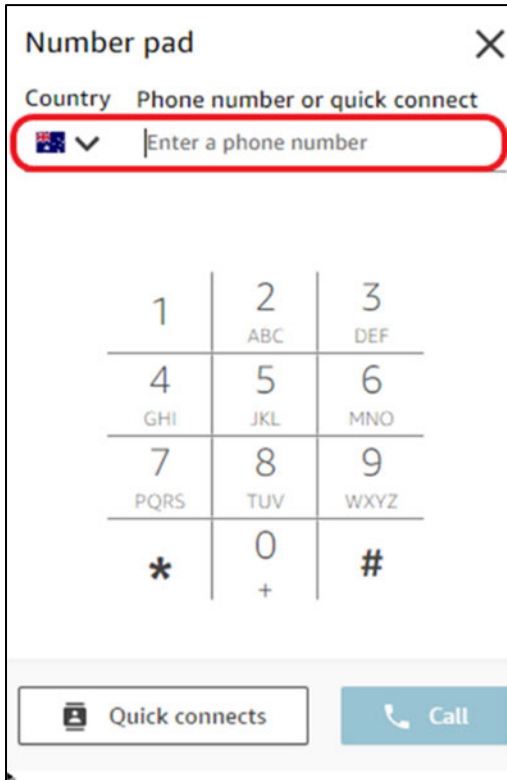 Number pad
Country Phone number or quick connect
Enter a phone number
1 2 3
ABC DEF
4 5 6
GHI JKL MNO
7 8 9
PQRS TUV WXYZ
* 0 #
+
Quick connects Call